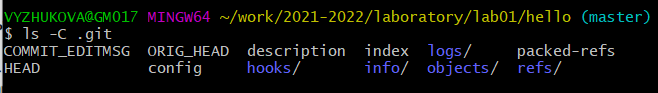 VYZHUKOVA@GM017 MINGW64 ~/work/2021-2022/laboratory/lab01/hello (master)
$ ls -C .git
COMMIT_EDITMSG  ORIG_HEAD  description  index  logs/     packed-refs
HEAD            config     hooks/       info/  objects/  refs/